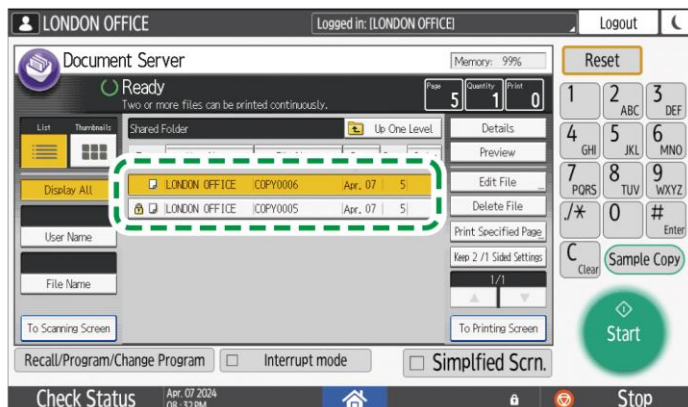 LONDON OFFICE
Logged in: [LONDON OFFICE]
Logout
Document Server
Memory: 99%
Reset
Ready
Two or more files can be printed continuously.
Page 5
Quantity 1
Print 0
List
Thumbnails
Shared Folder
Up One Level
Details
Preview
Display All
LONDON OFFICE COPY0006 Apr. 07 5
LONDON OFFICE COPY0005 Apr. 07 5
Edit File
Delete File
User Name
Print Specified Page
Keep 2 /1 Sided Settings
File Name
1/1
To Scanning Screen
To Printing Screen
1
2 ABC
3 DEF
4 GHI
5 JKL
6 MNO
7 PQRS
8 TUV
9 WXYZ
./*
0
# Enter
C Clear
Sample Copy
Start
Recall/Program/Change Program
Interrupt mode
Simplfied Scrn.
Check Status
Apr. 07 2024
08:32PM
Stop